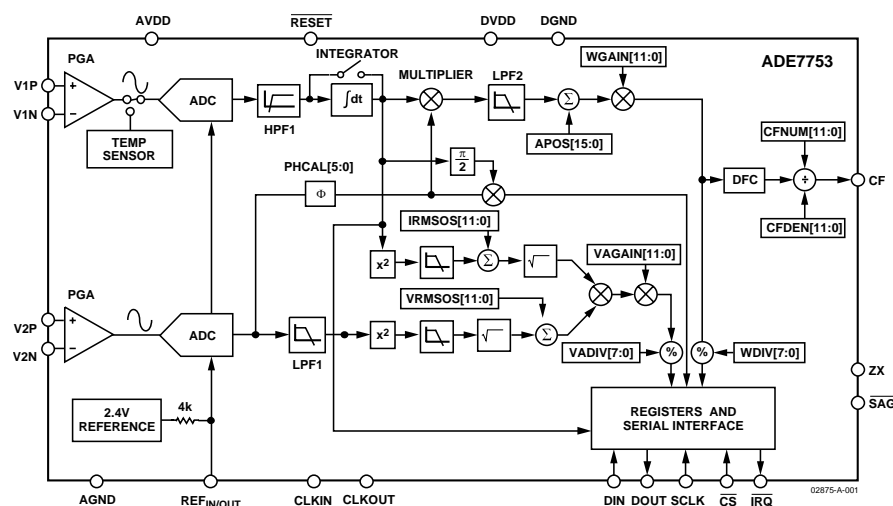 AVDD
RESET
DVDD
DGND
INTEGRATOR
WGAIN[11:0]
ADE7753
PGA
MULTIPLIER
LPF2
V1P
+
ADC
∫dt
Σ
V1N
−
HPF1
TEMP
SENSOR
APOS[15:0]
CFNUM[11:0]
π
2
PHCAL[5:0]
DFC
÷
CF
Φ
IRMSOS[11:0]
CFDEN[11:0]
VAGAIN[11:0]
x²
Σ
√
PGA
VRMSOS[11:0]
V2P
+
ADC
x²
√
Σ
V2N
−
LPF1
VADIV[7:0]
%
%
WDIV[7:0]
ZX
2.4V
REFERENCE
4k
REGISTERS AND
SERIAL INTERFACE
SAG
AGND
REFIN/OUT
CLKIN
CLKOUT
DIN
DOUT
SCLK
CS
IRQ
02875-A-001